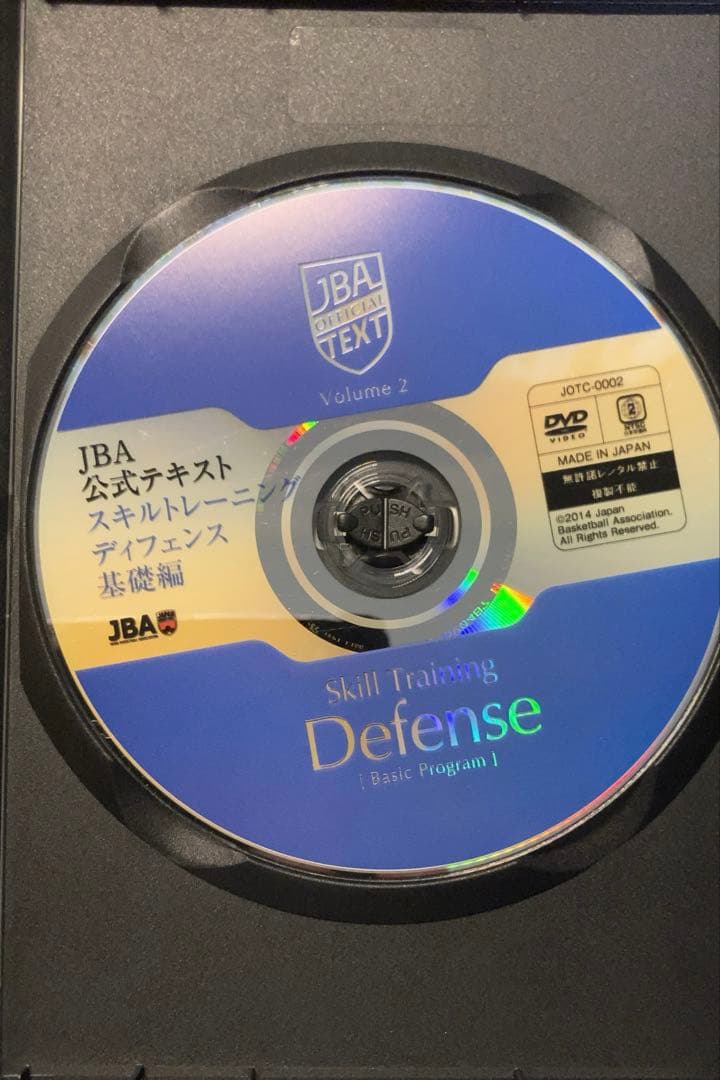 JBA
OFFICIAL
TEXT
Volume 2
JBA
公式テキスト
スキルトレーニング
ディフェンス
基礎編
JBA
JOTC-0002
DVD
VIDEO
2
NTSC
MADE IN JAPAN
無許諾レンタル禁止
複製不能
©2014 Japan
Basketball Association.
All Rights Reserved.
PUSH
PUSH
Skill Training
Defense
[ Basic Program ]